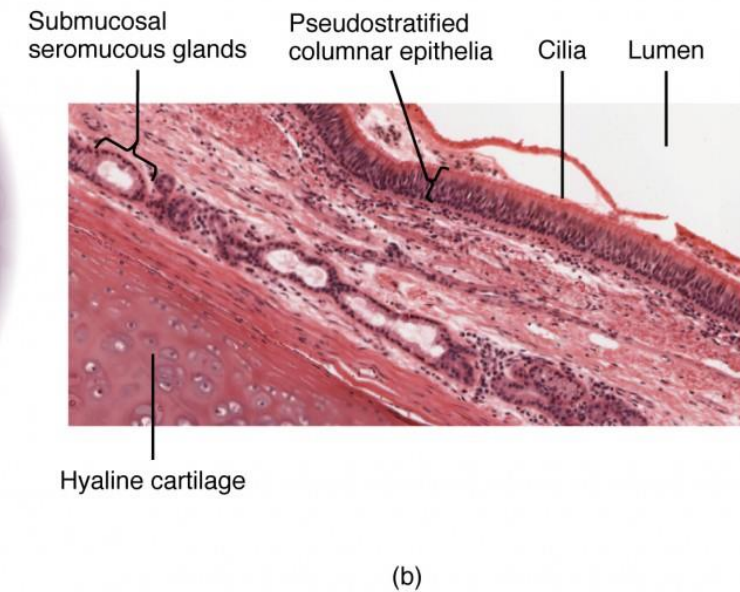 Submucosal
seromucous glands
Pseudostratified
columnar epithelia
Cilia
Lumen
Hyaline cartilage
(b)